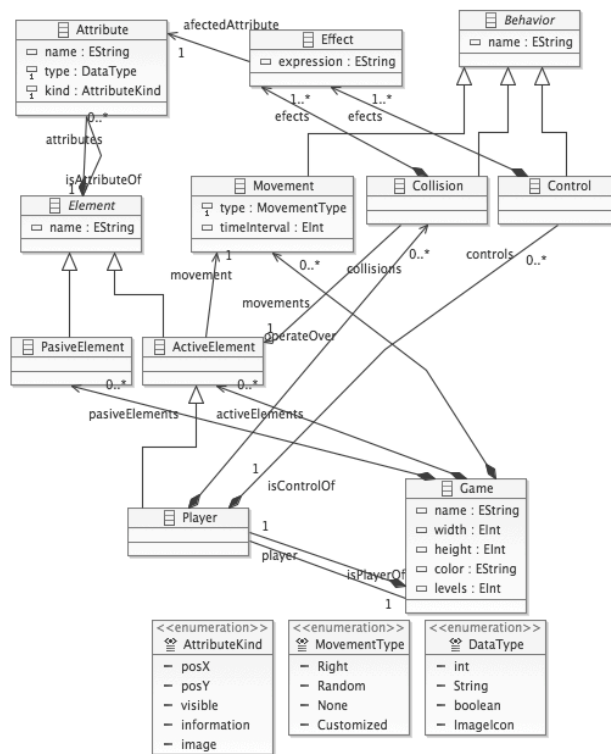 Attribute
name : EString
type : DataType
kind : AttributeKind
afectedAttribute
1
Effect
expression : EString
Behavior
name : EString
0..*
attributes
isAttributeOf
1
1..*
efects
1..*
efects
Element
name : EString
Movement
type : MovementType
timeInterval : EInt
Collision
Control
1
movement
0..*
movements
collisions
0..*
controls
0..*
1
operateOver
PasiveElement
ActiveElement
0..*
pasiveElements
0..*
activeElements
1
isControlOf
Player
1
player
isPlayerOf
1
Game
name : EString
width : EInt
height : EInt
color : EString
levels : EInt
<<enumeration>>
AttributeKind
posX
posY
visible
information
image
<<enumeration>>
MovementType
Right
Random
None
Customized
<<enumeration>>
DataType
int
String
boolean
ImageIcon